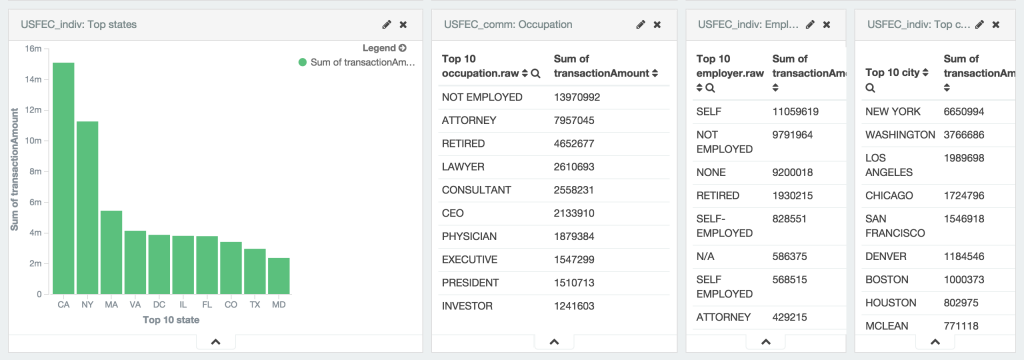 USFEC_indiv: Top states
Legend
Sum of transactionAm...
16m
14m
12m
10m
8m
6m
4m
2m
0
Sum of transactionAmount
CA NY MA VA DC IL FL CO TX MD
Top 10 state
USFEC_comm: Occupation
Top 10 occupation.raw Sum of transactionAmount
NOT EMPLOYED 13970992
ATTORNEY 7957045
RETIRED 4652677
LAWYER 2610693
CONSULTANT 2558231
CEO 2133910
PHYSICIAN 1879384
EXECUTIVE 1547299
PRESIDENT 1510713
INVESTOR 1241603
USFEC_indiv: Empl...
Top 10 employer.raw Sum of transactionAm
SELF 11059619
NOT EMPLOYED 9791964
NONE 9200018
RETIRED 1930215
SELF-EMPLOYED 828551
N/A 586375
SELF EMPLOYED 568515
ATTORNEY 429215
USFEC_indiv: Top c...
Top 10 city Sum of transactionAm
NEW YORK 6650994
WASHINGTON 3766686
LOS ANGELES 1989698
CHICAGO 1724796
SAN FRANCISCO 1546918
DENVER 1184546
BOSTON 1000373
HOUSTON 802975
MCLEAN 771118